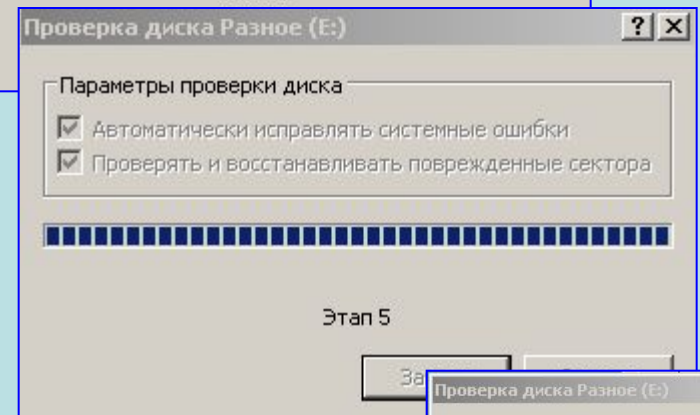 Проверка диска Разное (E:)
Параметры проверки диска
Автоматически исправлять системные ошибки
Проверять и восстанавливать поврежденные сектора
Этап 5
Проверка диска Разное (E:)